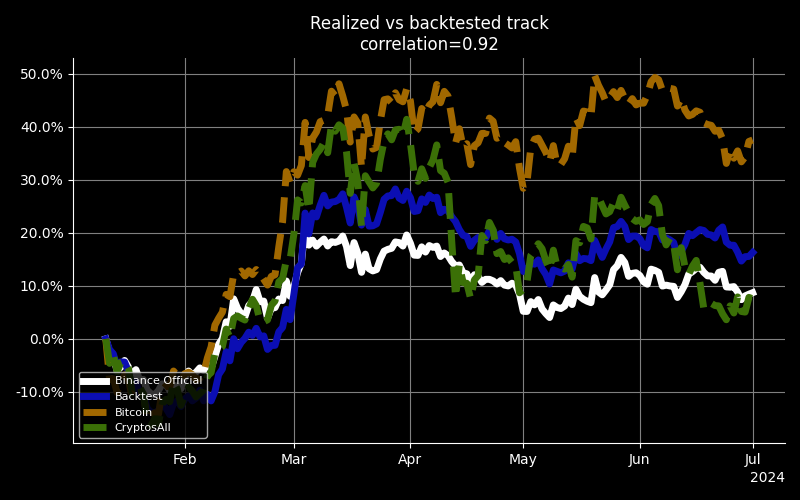 Realized vs backtested track
correlation=0.92
50.0%
40.0%
30.0%
20.0%
10.0%
0.0%
-10.0%
Binance Official
Backtest
Bitcoin
CryptosAll
Feb Mar Apr May Jun Jul
2024